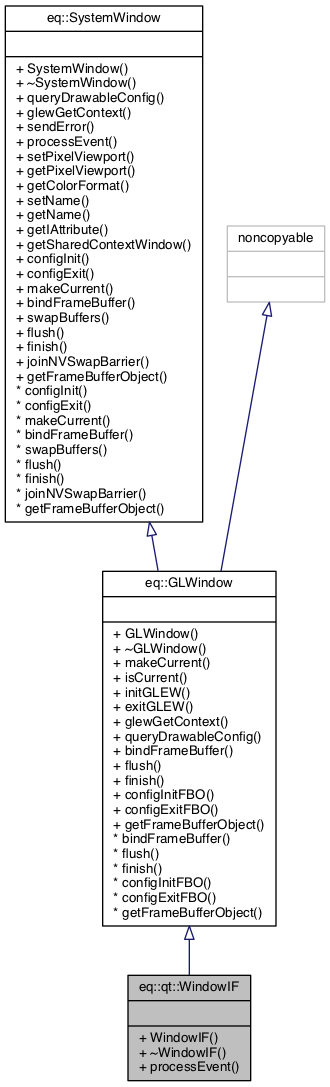 eq::SystemWindow
+ SystemWindow()
+ ~SystemWindow()
+ queryDrawableConfig()
+ glewGetContext()
+ sendError()
+ processEvent()
+ setPixelViewport()
+ getPixelViewport()
+ getColorFormat()
+ setName()
+ getName()
+ getIAttribute()
+ getSharedContextWindow()
+ configInit()
+ configExit()
+ makeCurrent()
+ bindFrameBuffer()
+ swapBuffers()
+ flush()
+ finish()
+ joinNVSwapBarrier()
+ getFrameBufferObject()
* configInit()
* configExit()
* makeCurrent()
* bindFrameBuffer()
* swapBuffers()
* flush()
* finish()
* joinNVSwapBarrier()
* getFrameBufferObject()
noncopyable
eq::GLWindow
+ GLWindow()
+ ~GLWindow()
+ makeCurrent()
+ isCurrent()
+ initGLEW()
+ exitGLEW()
+ glewGetContext()
+ queryDrawableConfig()
+ bindFrameBuffer()
+ flush()
+ finish()
+ configInitFBO()
+ configExitFBO()
+ getFrameBufferObject()
* bindFrameBuffer()
* flush()
* finish()
* configInitFBO()
* configExitFBO()
* getFrameBufferObject()
eq::qt::WindowIF
+ WindowIF()
+ ~WindowIF()
+ processEvent()